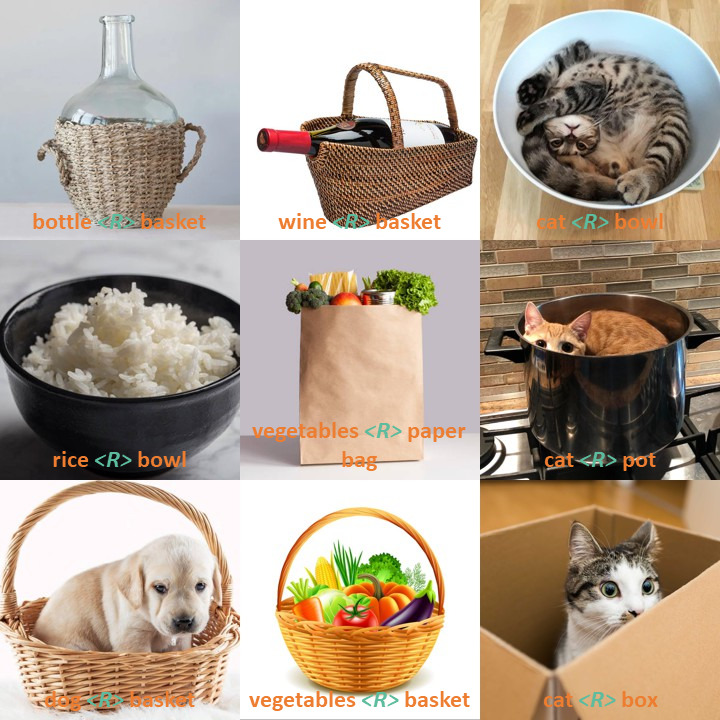 bottle <R> basket
wine <R> basket
cat <R> bowl
rice <R> bowl
vegetables <R> paper
bag
cat <R> pot
dog <R> basket
vegetables <R> basket
cat <R> box